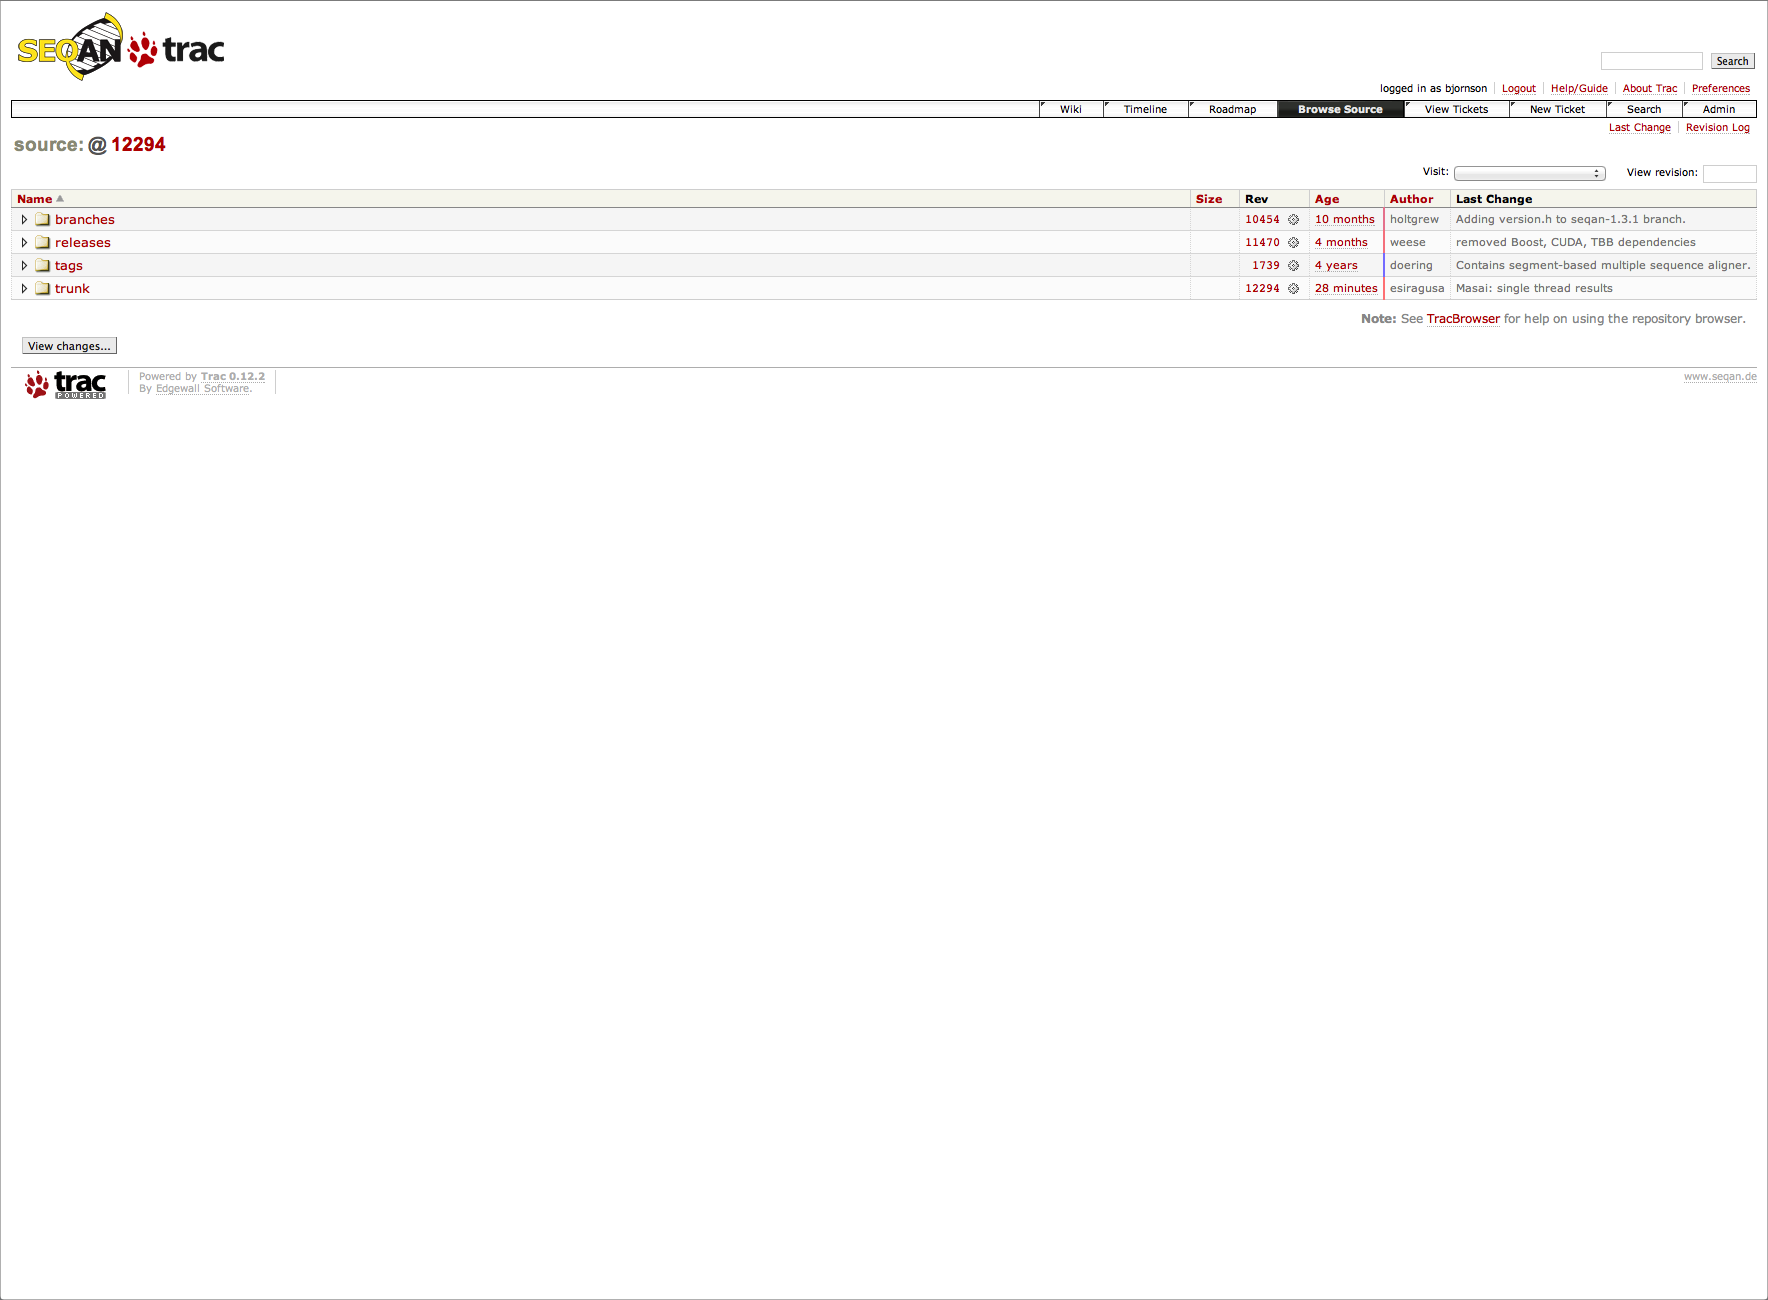 SEQAN trac
Search
logged in as bjornson Logout Help/Guide About Trac Preferences
Wiki Timeline Roadmap Browse Source View Tickets New Ticket Search Admin
Last Change Revision Log
source: @ 12294
Visit: View revision:
Name Size Rev Age Author Last Change
branches 10454 10 months holtgrew Adding version.h to seqan-1.3.1 branch.
releases 11470 4 months weese removed Boost, CUDA, TBB dependencies
tags 1739 4 years doering Contains segment-based multiple sequence aligner.
trunk 12294 28 minutes esiragusa Masai: single thread results
Note: See TracBrowser for help on using the repository browser.
View changes...
trac POWERED
Powered by Trac 0.12.2
By Edgewall Software.
www.seqan.de